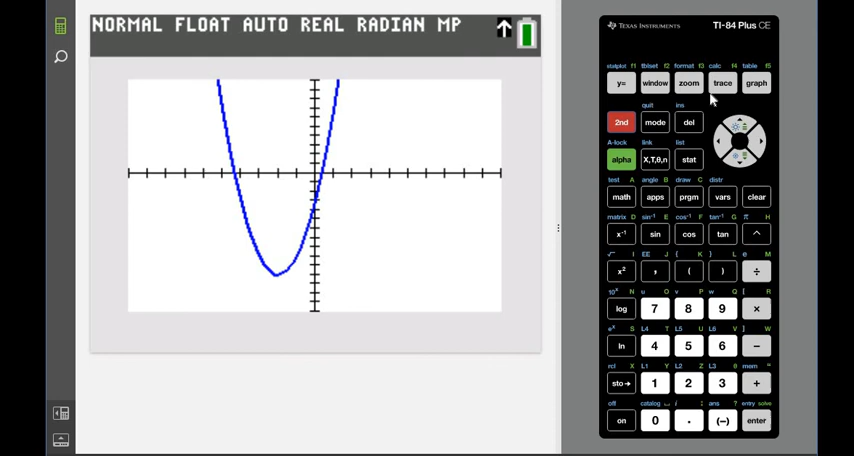 NORMAL FLOAT AUTO REAL RADIAN MP
TEXAS INSTRUMENTS TI-84 Plus CE
statplot f1 tblset f2 format f3 calc f4 table f5
y= window zoom trace graph
quit ins
2nd mode del
A-lock link list
alpha X,T,θ,n stat
test A angle B draw C distr
math apps prgm vars clear
matrix D sin⁻¹ E cos⁻¹ F tan⁻¹ G π H
x⁻¹ sin cos tan ^
√ I EE J { K } L e M
x² , ( ) ÷
10ˣ N u O v P w Q [ R
log 7 8 9 ×
eˣ S L4 T L5 U L6 V ] W
ln 4 5 6 −
rcl X L1 Y L2 Z L3 θ mem "
sto→ 1 2 3 +
off catalog ⎵ i : ans ? entry solve
on 0 . (−) enter